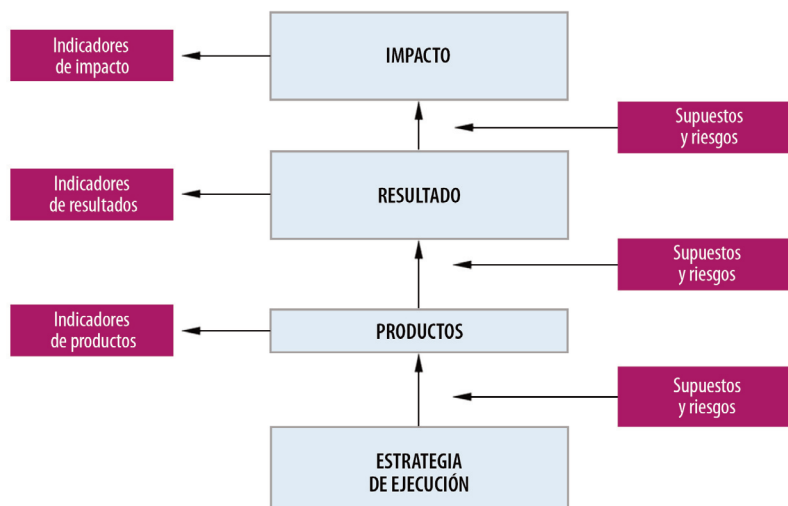 Indicadores
de impacto
IMPACTO
Supuestos
y riesgos
Indicadores
de resultados
RESULTADO
Supuestos
y riesgos
Indicadores
de productos
PRODUCTOS
Supuestos
y riesgos
ESTRATEGIA
DE EJECUCIÓN